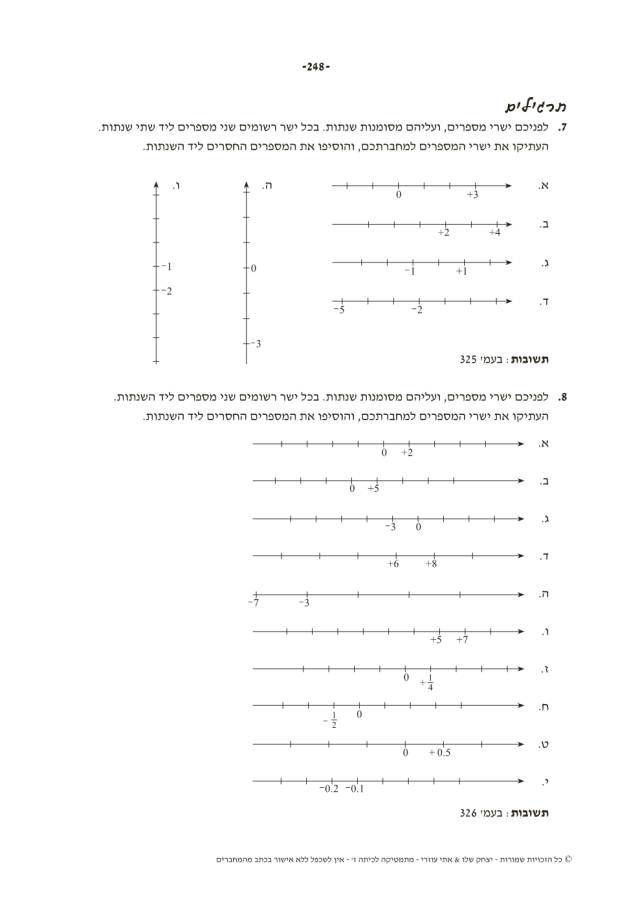 -248-
תרגילים
7. לפניכם ישרי מספרים, ועליהם מסומנות שנתות. בכל ישר רשומים שני מספרים ליד שתי שנתות.
העתיקו את ישרי המספרים למחברתכם, והוסיפו את המספרים החסרים ליד השנתות.
א. 0 +3
ב. +2 +4
ג. −1 +1
ד. −5 −2
ה. 0 −3
ו. −1 −2
תשובות: בעמ' 325
8. לפניכם ישרי מספרים, ועליהם מסומנות שנתות. בכל ישר רשומים שני מספרים ליד השנתות.
העתיקו את ישרי המספרים למחברתכם, והוסיפו את המספרים החסרים ליד השנתות.
א. 0 +2
ב. 0 +5
ג. −3 0
ד. +6 +8
ה. −7 −3
ו. +5 +7
ז. 0 +1/4
ח. −1/2 0
ט. 0 +0.5
י. −0.2 −0.1
תשובות: בעמ' 326
© כל הזכויות שמורות - יצחק שלו & אתי עוזרי - מתמטיקה לכיתה ז' - אין לשכפל ללא אישור בכתב מהמחברים